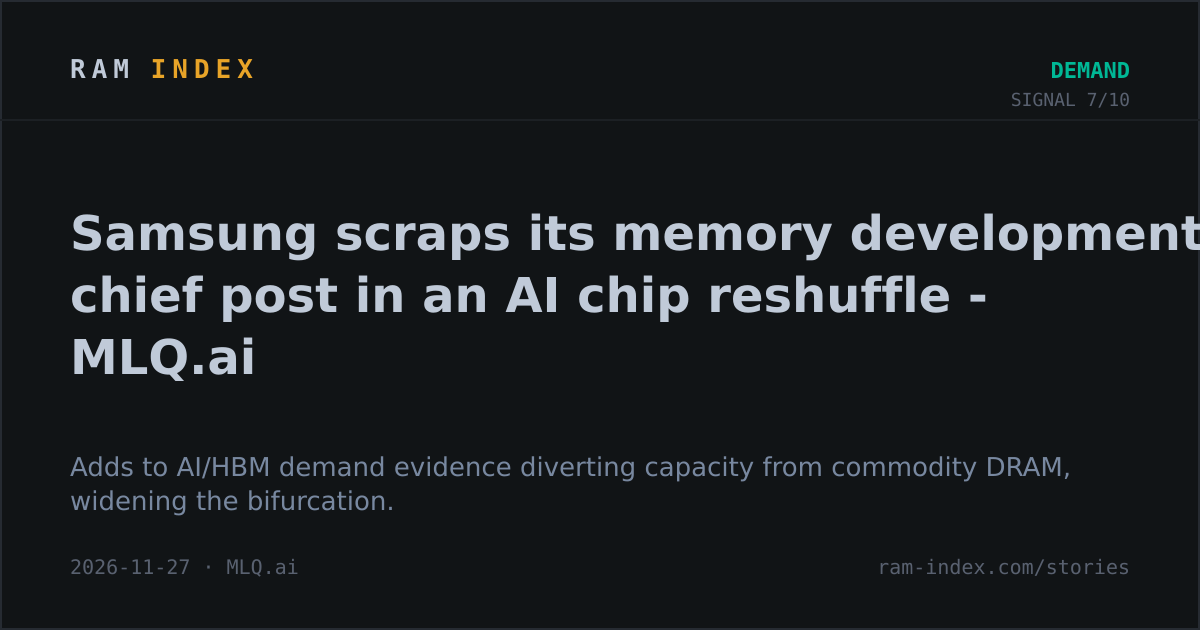 RAM INDEX
DEMAND
SIGNAL 7/10
Samsung scraps its memory development
chief post in an AI chip reshuffle -
MLQ.ai
Adds to AI/HBM demand evidence diverting capacity from commodity DRAM,
widening the bifurcation.
2026-11-27 · MLQ.ai
ram-index.com/stories